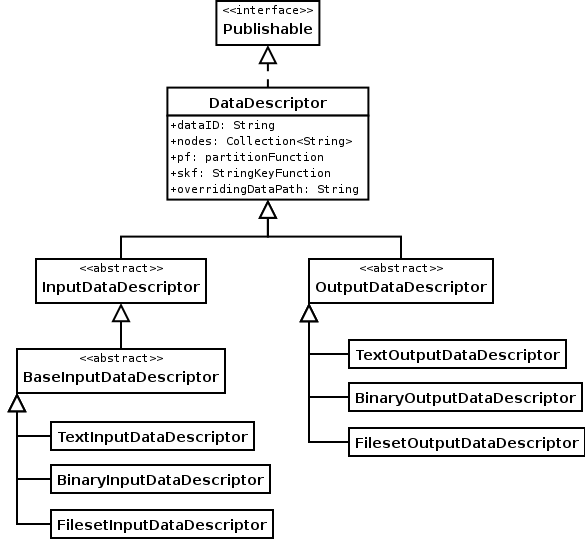 <<interface>>
Publishable
DataDescriptor
+dataID: String
+nodes: Collection<String>
+pf: partitionFunction
+skf: StringKeyFunction
+overridingDataPath: String
<<abstract>>
InputDataDescriptor
<<abstract>>
OutputDataDescriptor
<<abstract>>
BaseInputDataDescriptor
TextInputDataDescriptor
BinaryInputDataDescriptor
FilesetInputDataDescriptor
TextOutputDataDescriptor
BinaryOutputDataDescriptor
FilesetOutputDataDescriptor